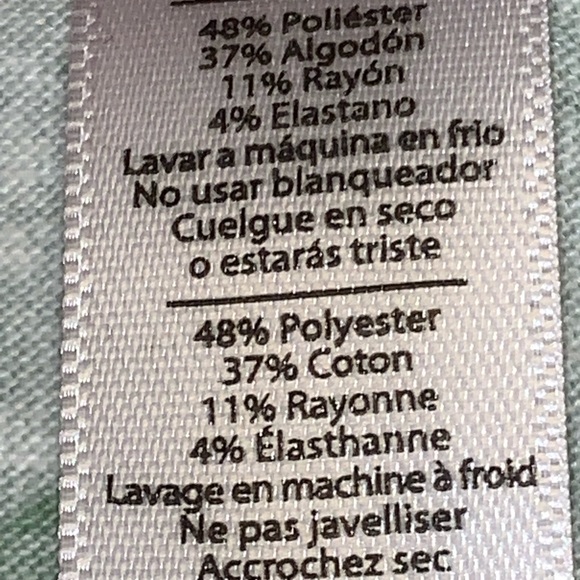 48% Poliéster
37% Algodón
11% Rayón
4% Elastano
Lavar a máquina en frio
No usar blanqueador
Cuelgue en seco
o estarás triste
48% Polyester
37% Coton
11% Rayonne
4% Élasthanne
Lavage en machine à froid
Ne pas javelliser
Accrochez sec